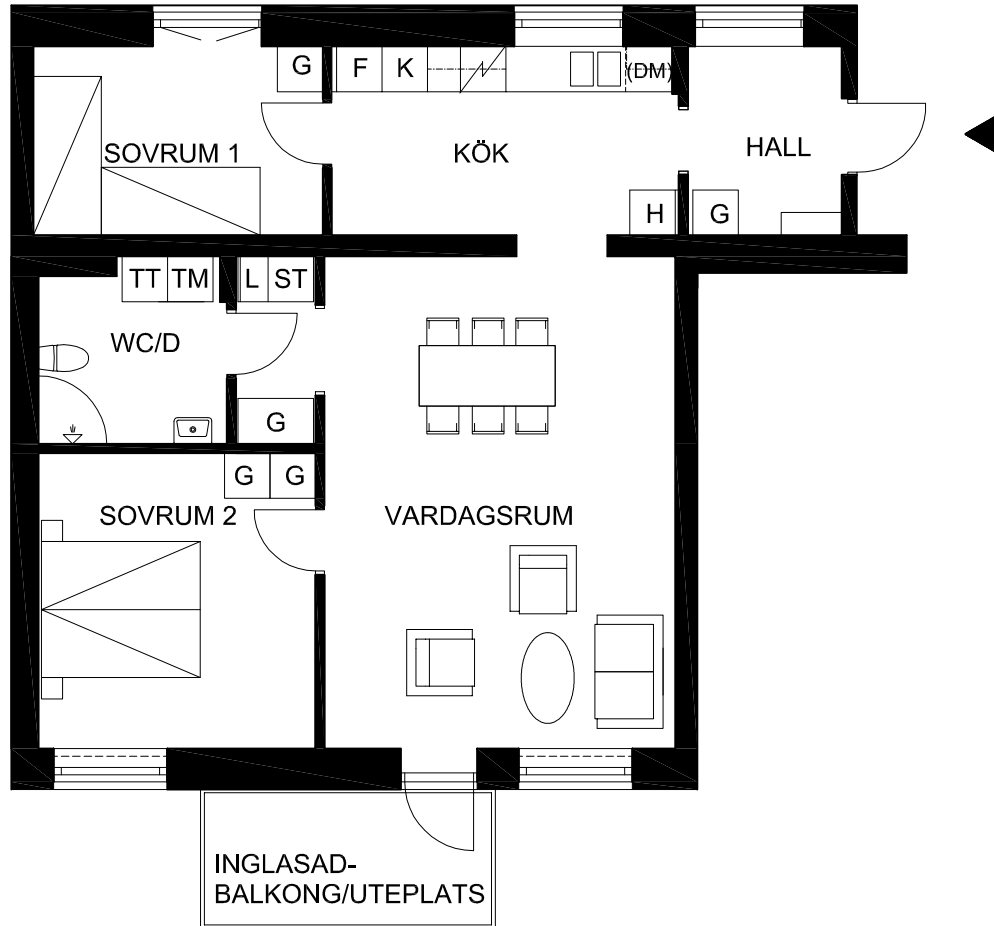 G
F
K
(DM)
SOVRUM 1
KÖK
HALL
H
G
TT
TM
L
ST
WC/D
G
G
G
SOVRUM 2
VARDAGSRUM
INGLASAD-
BALKONG/UTEPLATS